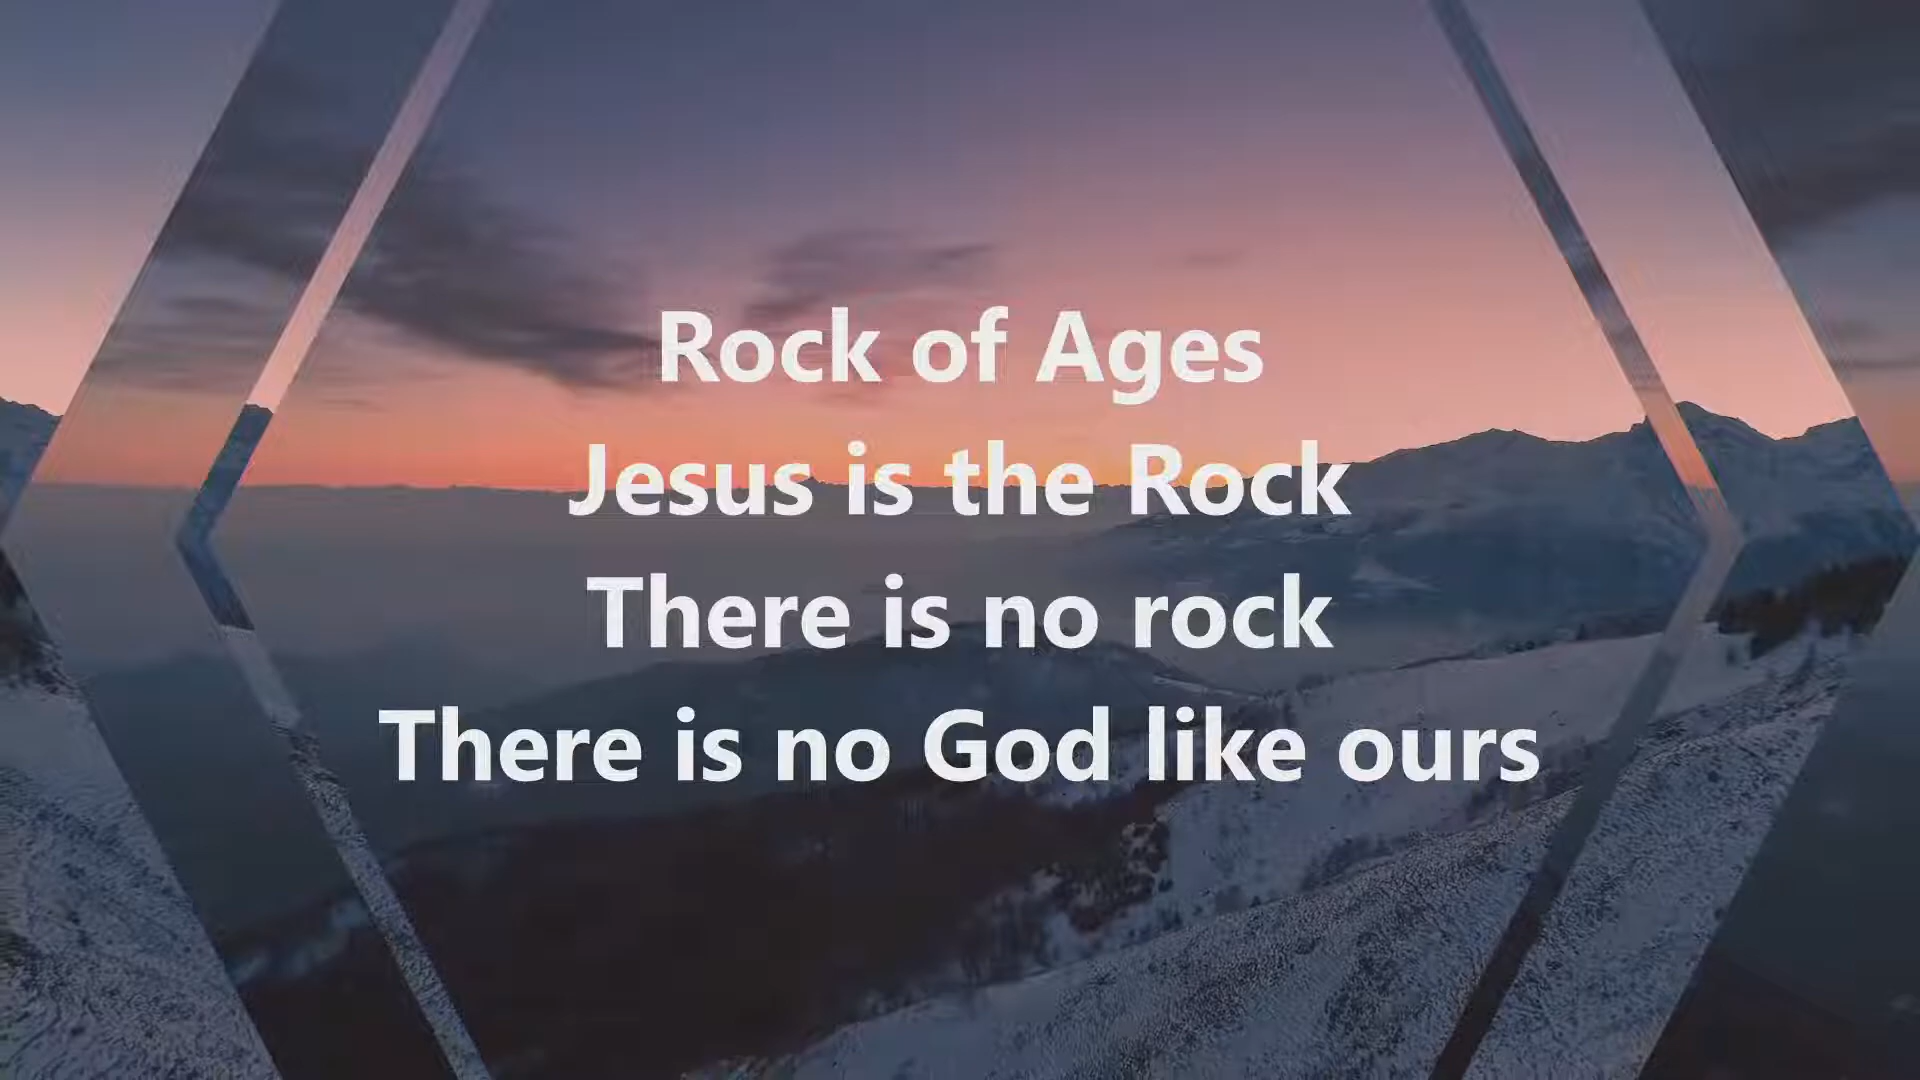 Rock of Ages
Jesus is the Rock
There is no rock
There is no God like ours